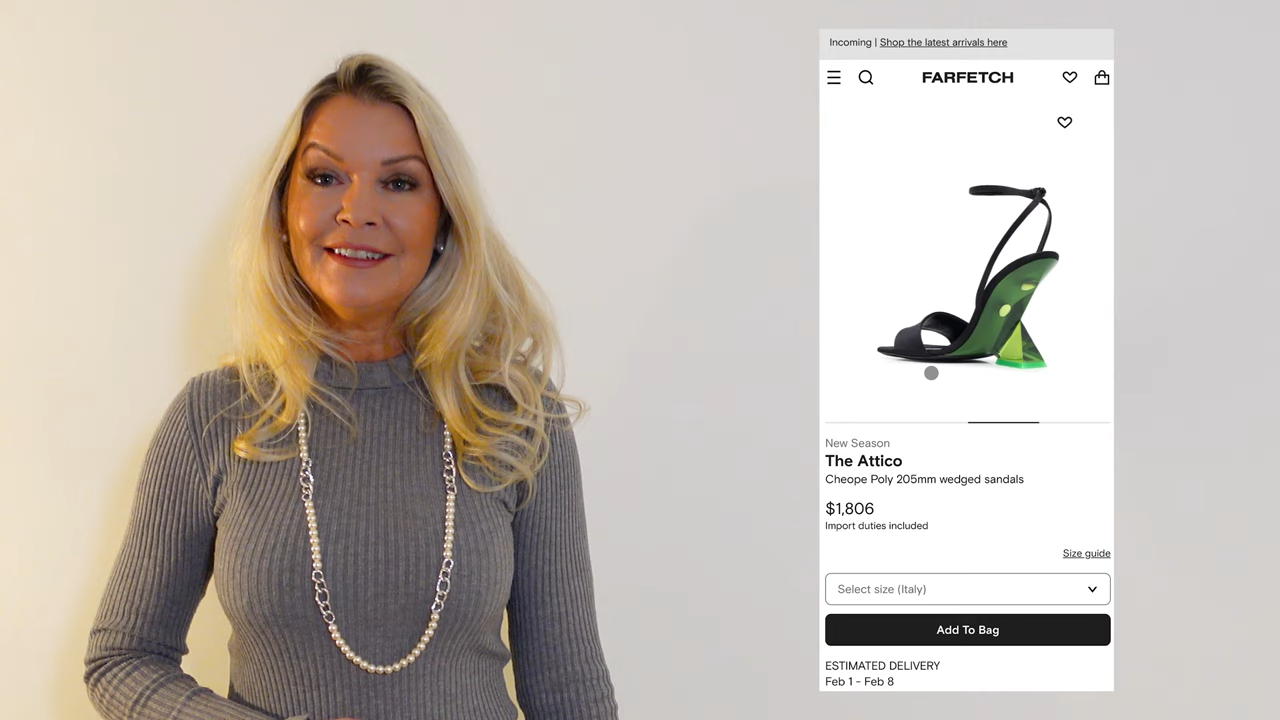 Incoming | Shop the latest arrivals here
FARFETCH
New Season
The Attico
Cheope Poly 205mm wedged sandals
$1,806
Import duties included
Size guide
Select size (Italy)
Add To Bag
ESTIMATED DELIVERY
Feb 1 - Feb 8